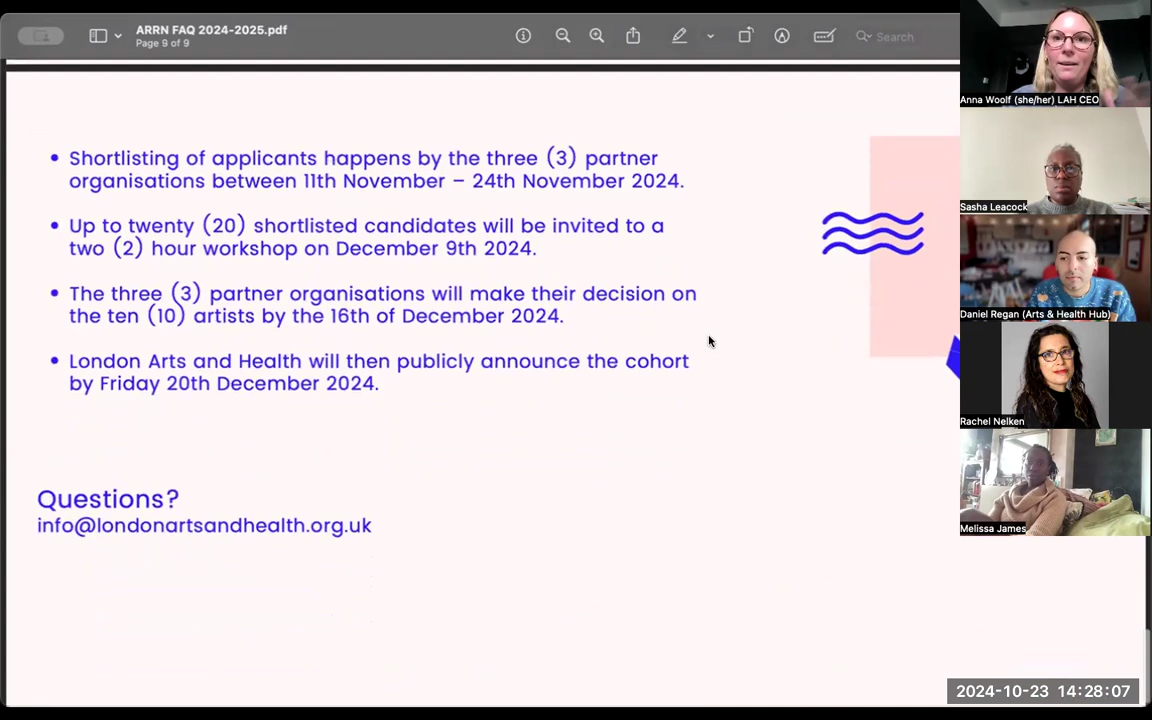 ARRN FAQ 2024-2025.pdf
Page 9 of 9
Search
• Shortlisting of applicants happens by the three (3) partner
organisations between 11th November – 24th November 2024.
• Up to twenty (20) shortlisted candidates will be invited to a
two (2) hour workshop on December 9th 2024.
• The three (3) partner organisations will make their decision on
the ten (10) artists by the 16th of December 2024.
• London Arts and Health will then publicly announce the cohort
by Friday 20th December 2024.
Questions?
info@londonartsandhealth.org.uk
Anna Woolf (she/her) LAH CEO
Sasha Leacock
Daniel Regan (Arts & Health Hub)
Rachel Nelken
Melissa James
2024-10-23 14:28:07